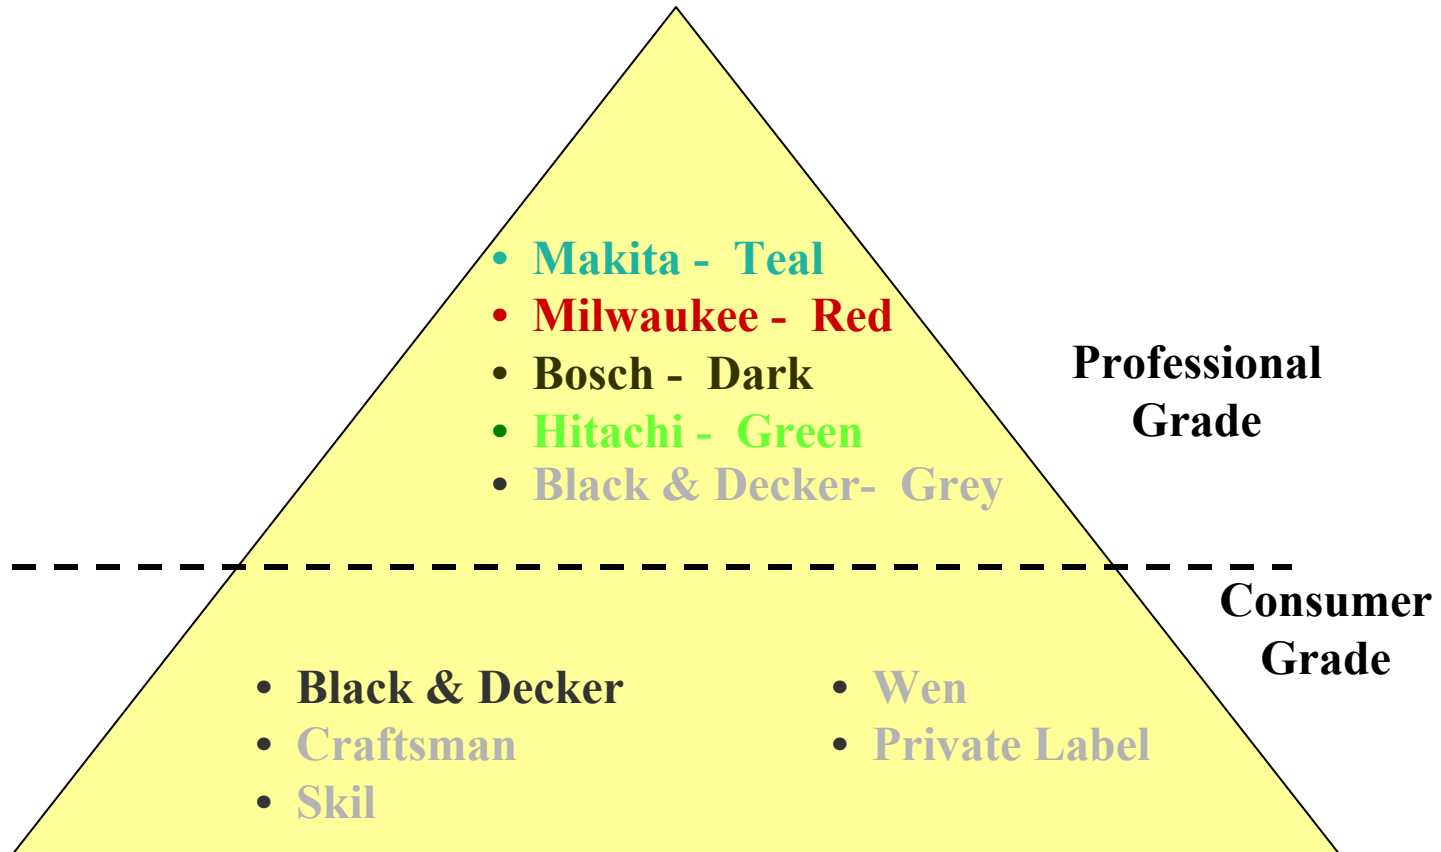 • Makita -  Teal
• Milwaukee -  Red
• Bosch -  Dark
• Hitachi -  Green
• Black & Decker-  Grey
Professional
Grade
Consumer
Grade
• Black & Decker
• Craftsman
• Skil
• Wen
• Private Label